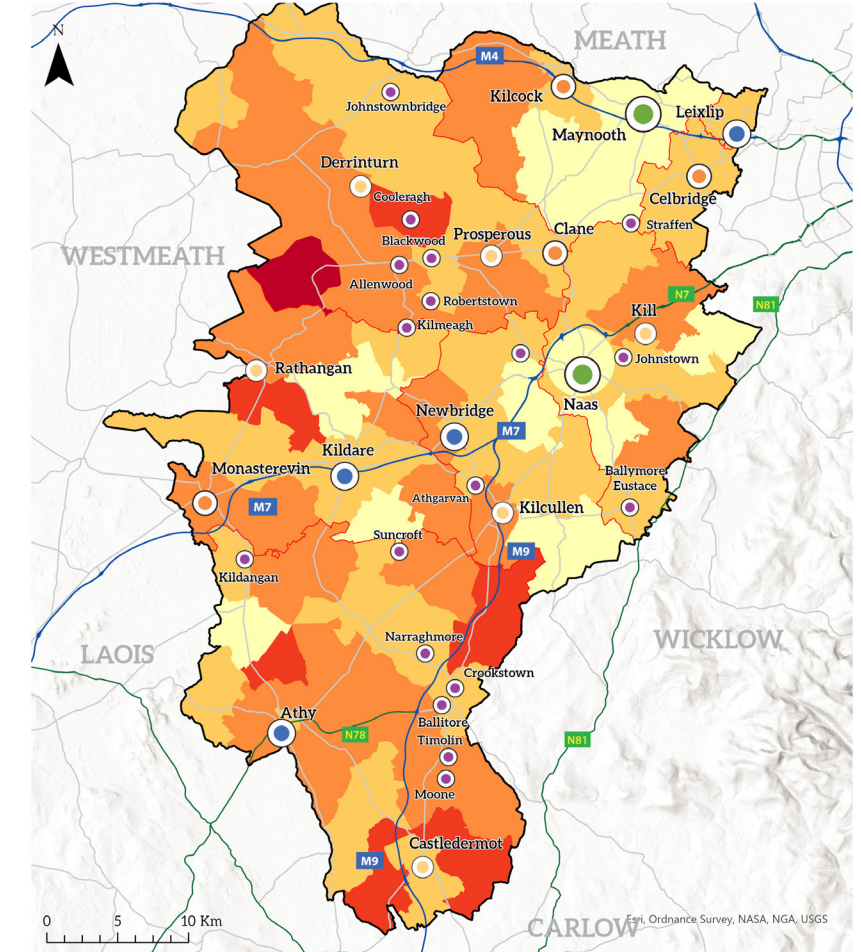 N
MEATH
M4
Kilcock
Johnstownbridge
Leixlip
Maynooth
Derrinturn
Celbridge
Cooleragh
Straffen
Clane
Prosperous
Blackwood
WESTMEATH
Allenwood
N7
N81
Robertstown
Kill
Kilmeagh
Johnstown
Rathangan
Naas
Newbridge
M7
Kildare
Monasterevin
Ballymore
Eustace
Athgarvan
M7
Kilcullen
Suncroft
M9
Kildangan
Narraghmore
WICKLOW
LAOIS
Crookstown
Athy
Ballitore
N78
Timolin
N81
Moone
Castledermot
M9
0 5 10 Km
CARLOW
Esri, Ordnance Survey, NASA, NGA, USGS